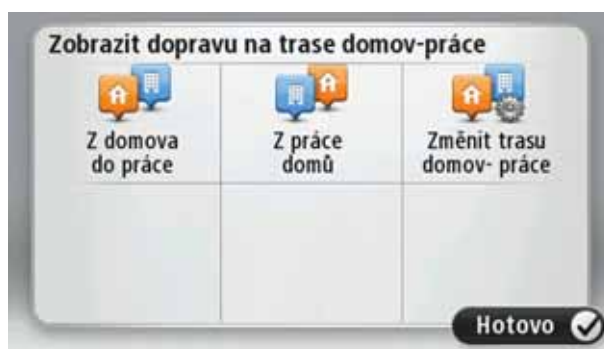 Zobrazit dopravu na trase domov-práce
Z domova
do práce
Z práce
domů
Změnit trasu
domov- práce
Hotovo